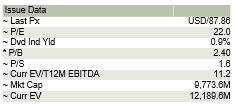 Issue Data
~ Last Px USD/87.86
~ P/E 22.0
~ Dvd Ind Yld 0.9%
* P/B 2.40
~ P/S 1.6
~ Curr EV/T12M EBITDA 11.2
~ Mkt Cap 9,773.6M
~ Curr EV 12,189.6M